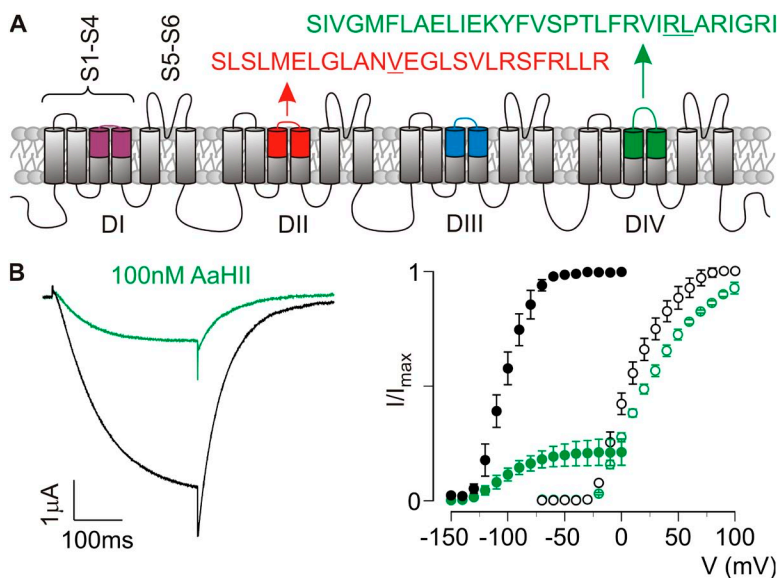 A
S1-S4
S5-S6
SIVGMFLAELIEKYFVSPTLFRVIRLARIGRI
SLSLMELGLANVEGLSVLRSFRLLR
DI
DII
DIII
DIV
B
100nM AaHII
1μA
100ms
I/Imax
1
0
-150 -100 -50 0 50 100
V (mV)